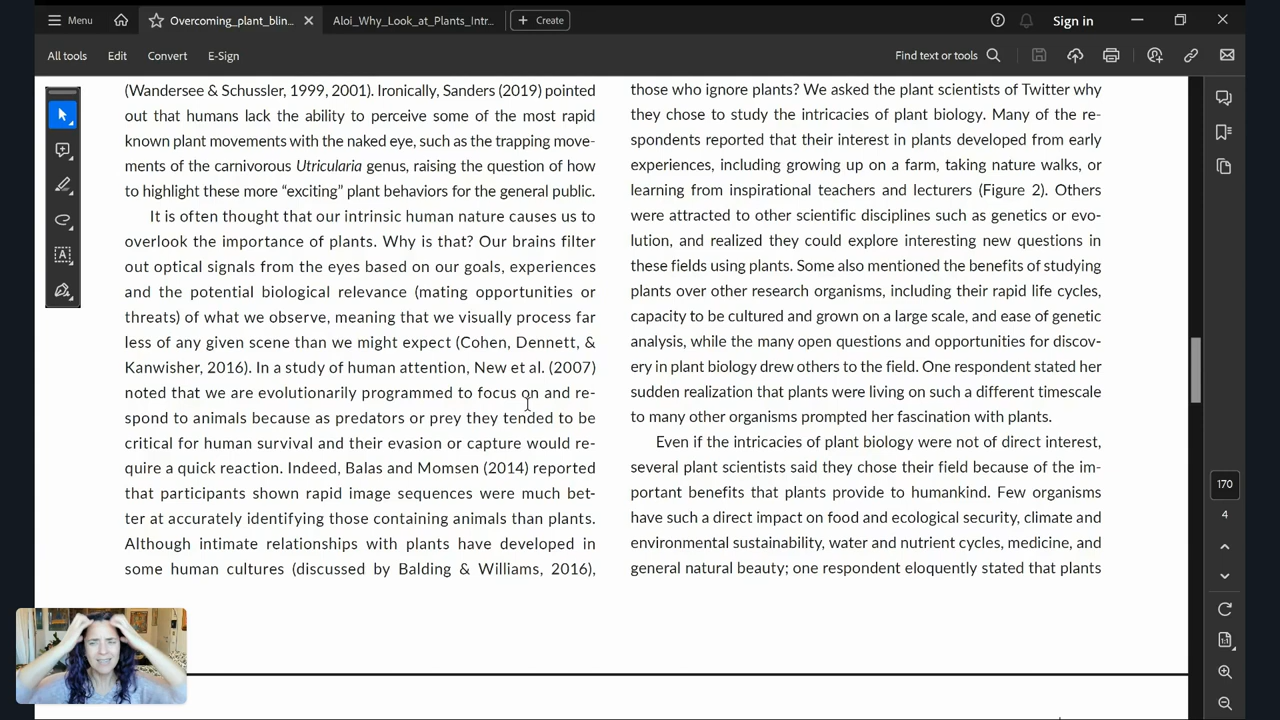 Menu
Overcoming_plant_blin...
Aloi_Why_Look_at_Plants_Intr...
Create
Sign in
All tools
Edit
Convert
E-Sign
Find text or tools
(Wandersee & Schussler, 1999, 2001). Ironically, Sanders (2019) pointed
out that humans lack the ability to perceive some of the most rapid
known plant movements with the naked eye, such as the trapping move-
ments of the carnivorous Utricularia genus, raising the question of how
to highlight these more “exciting” plant behaviors for the general public.
It is often thought that our intrinsic human nature causes us to
overlook the importance of plants. Why is that? Our brains filter
out optical signals from the eyes based on our goals, experiences
and the potential biological relevance (mating opportunities or
threats) of what we observe, meaning that we visually process far
less of any given scene than we might expect (Cohen, Dennett, &
Kanwisher, 2016). In a study of human attention, New et al. (2007)
noted that we are evolutionarily programmed to focus on and re-
spond to animals because as predators or prey they tended to be
critical for human survival and their evasion or capture would re-
quire a quick reaction. Indeed, Balas and Momsen (2014) reported
that participants shown rapid image sequences were much bet-
ter at accurately identifying those containing animals than plants.
Although intimate relationships with plants have developed in
some human cultures (discussed by Balding & Williams, 2016),
those who ignore plants? We asked the plant scientists of Twitter why
they chose to study the intricacies of plant biology. Many of the re-
spondents reported that their interest in plants developed from early
experiences, including growing up on a farm, taking nature walks, or
learning from inspirational teachers and lecturers (Figure 2). Others
were attracted to other scientific disciplines such as genetics or evo-
lution, and realized they could explore interesting new questions in
these fields using plants. Some also mentioned the benefits of studying
plants over other research organisms, including their rapid life cycles,
capacity to be cultured and grown on a large scale, and ease of genetic
analysis, while the many open questions and opportunities for discov-
ery in plant biology drew others to the field. One respondent stated her
sudden realization that plants were living on such a different timescale
to many other organisms prompted her fascination with plants.
Even if the intricacies of plant biology were not of direct interest,
several plant scientists said they chose their field because of the im-
portant benefits that plants provide to humankind. Few organisms
have such a direct impact on food and ecological security, climate and
environmental sustainability, water and nutrient cycles, medicine, and
general natural beauty; one respondent eloquently stated that plants
170
4